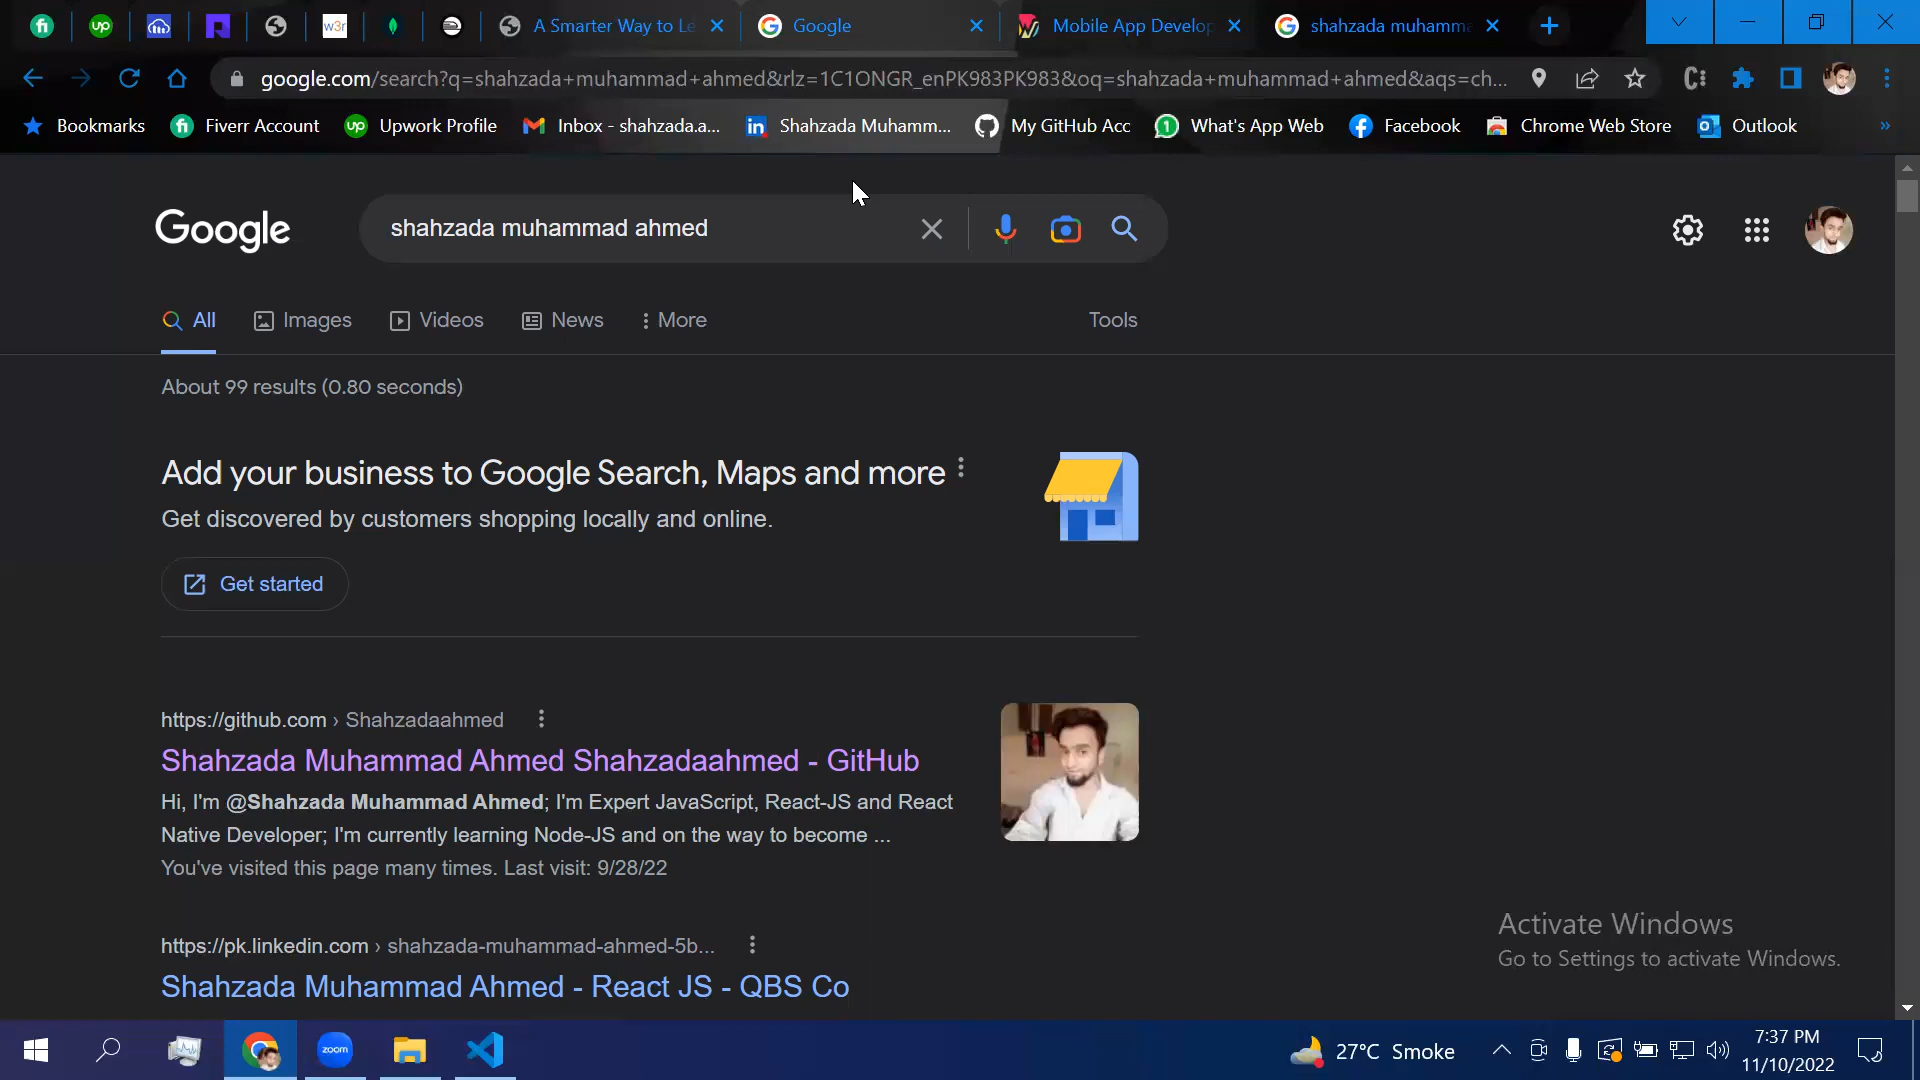 A Smarter Way to Le
Google
Mobile App Develop
shahzada muhamma
google.com/search?q=shahzada+muhammad+ahmed&rlz=1C1ONGR_enPK983PK983&oq=shahzada+muhammad+ahmed&aqs=ch...
Bookmarks
Fiverr Account
Upwork Profile
Inbox - shahzada.a...
Shahzada Muhamm...
My GitHub Acc
What's App Web
Facebook
Chrome Web Store
Outlook
Google
shahzada muhammad ahmed
All
Images
Videos
News
More
Tools
About 99 results (0.80 seconds)
Add your business to Google Search, Maps and more
Get discovered by customers shopping locally and online.
Get started
https://github.com › Shahzadaahmed
Shahzada Muhammad Ahmed Shahzadaahmed - GitHub
Hi, I'm @Shahzada Muhammad Ahmed; I'm Expert JavaScript, React-JS and React
Native Developer; I'm currently learning Node-JS and on the way to become ...
You've visited this page many times. Last visit: 9/28/22
https://pk.linkedin.com › shahzada-muhammad-ahmed-5b...
Shahzada Muhammad Ahmed - React JS - QBS Co
Activate Windows
Go to Settings to activate Windows.
zoom
27°C Smoke
7:37 PM
11/10/2022